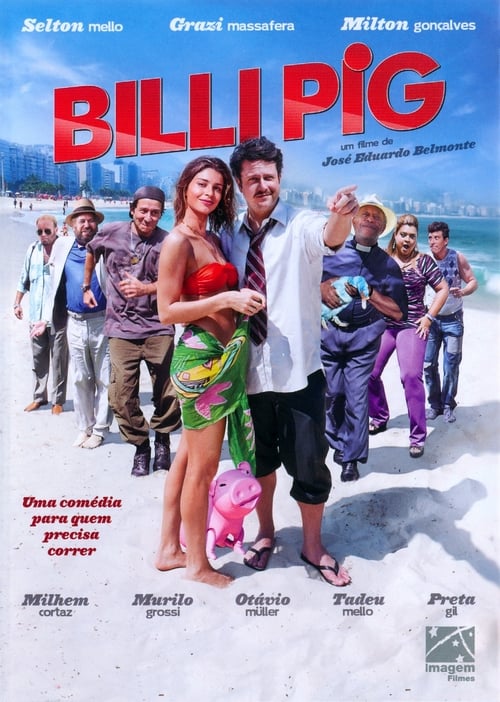 Selton mello Grazi massafera Milton gonçalves
BILLI PIG
um filme de
José Eduardo Belmonte
Uma comédia
para quem
precisa
correr
Milhem Murilo Otávio Tadeu Preta
cortaz grossi müller mello gil
Imagem
Filmes